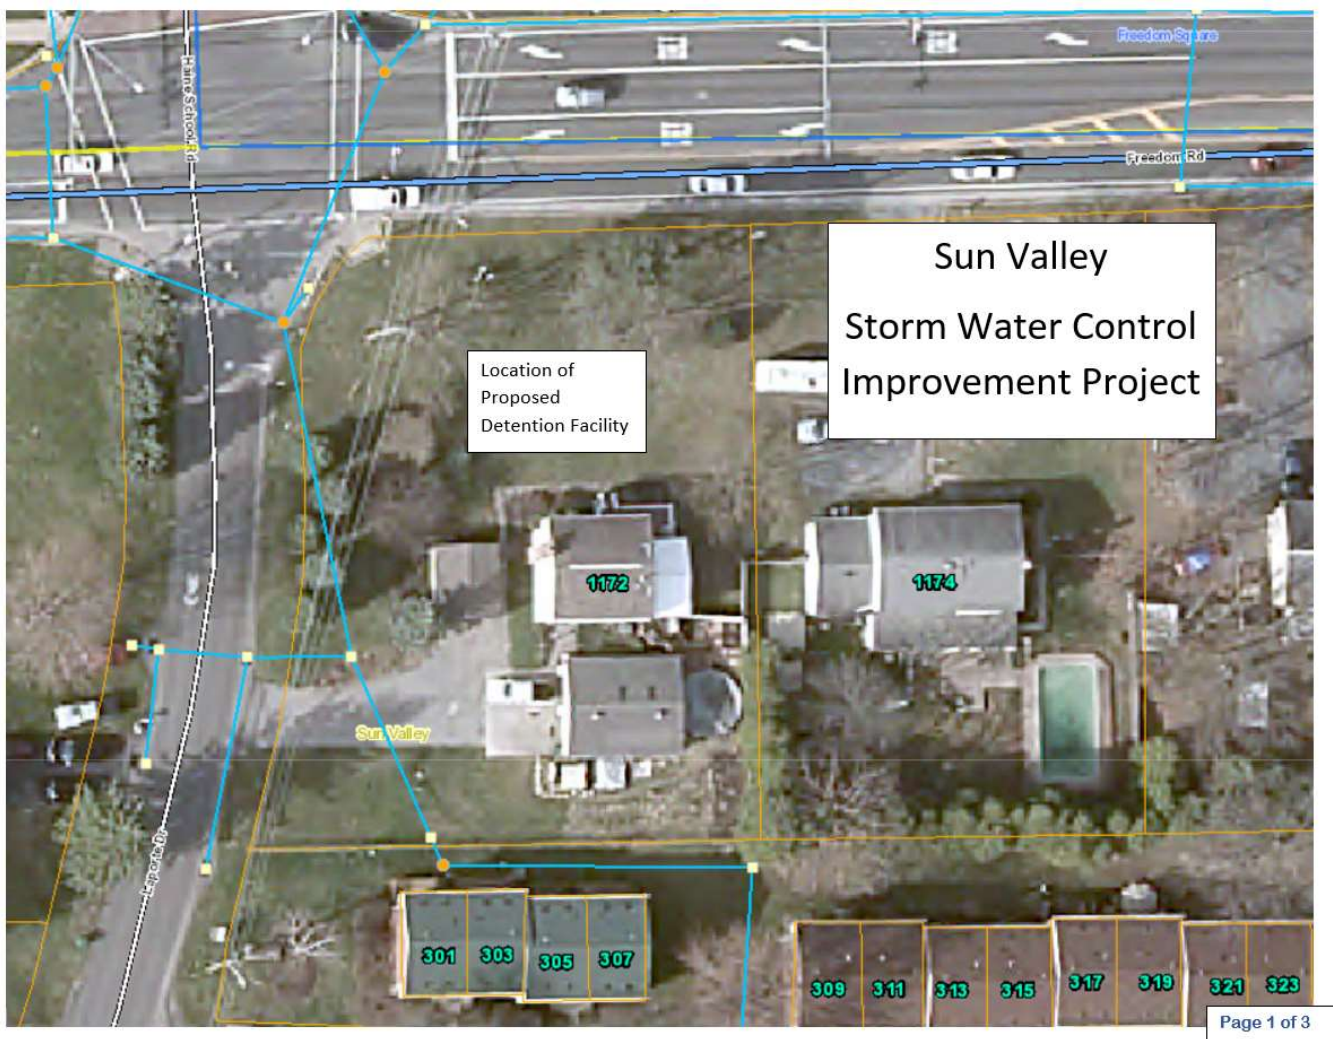 Freedom Square
Haine School Rd
Freedom Rd
Sun Valley
Storm Water Control
Improvement Project
Location of
Proposed
Detention Facility
1172
1174
Sun Valley
Laporte Dr
301
303
305
307
309
311
313
315
317
319
321
323
Page 1 of 3